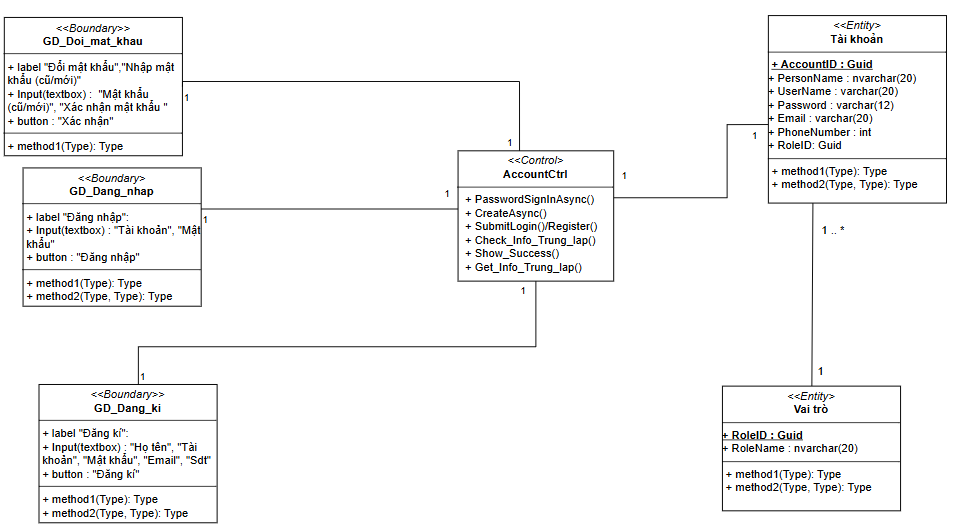 <<Boundary>>
GD_Doi_mat_khau
+ label "Đổi mật khẩu","Nhập mật
khẩu (cũ/mới)"
+ Input(textbox) : "Mật khẩu
(cũ/mới)", "Xác nhận mật khẩu "
+ button : "Xác nhận"
+ method1(Type): Type
1
1
<<Boundary>>
GD_Dang_nhap
+ label "Đăng nhập":
+ Input(textbox) : "Tài khoản", "Mật
khẩu"
+ button : "Đăng nhập"
+ method1(Type): Type
+ method2(Type, Type): Type
1
1
<<Control>>
AccountCtrl
+ PasswordSignInAsync()
+ CreateAsync()
+ SubmitLogin()/Register()
+ Check_Info_Trung_lap()
+ Show_Success()
+ Get_Info_Trung_lap()
1
1
<<Entity>>
Tài khoản
+ AccountID : Guid
+ PersonName : nvarchar(20)
+ UserName : varchar(20)
+ Password : varchar(12)
+ Email : varchar(20)
+ PhoneNumber : int
+ RoleID: Guid
+ method1(Type): Type
+ method2(Type, Type): Type
1 .. *
1
1
1
<<Boundary>>
GD_Dang_ki
+ label "Đăng kí":
+ Input(textbox) : "Họ tên", "Tài
khoản", "Mật khẩu", "Email", "Sdt"
+ button : "Đăng kí"
+ method1(Type): Type
+ method2(Type, Type): Type
<<Entity>
Vai trò
+ RoleID : Guid
+ RoleName : nvarchar(20)
+ method1(Type): Type
+ method2(Type, Type): Type